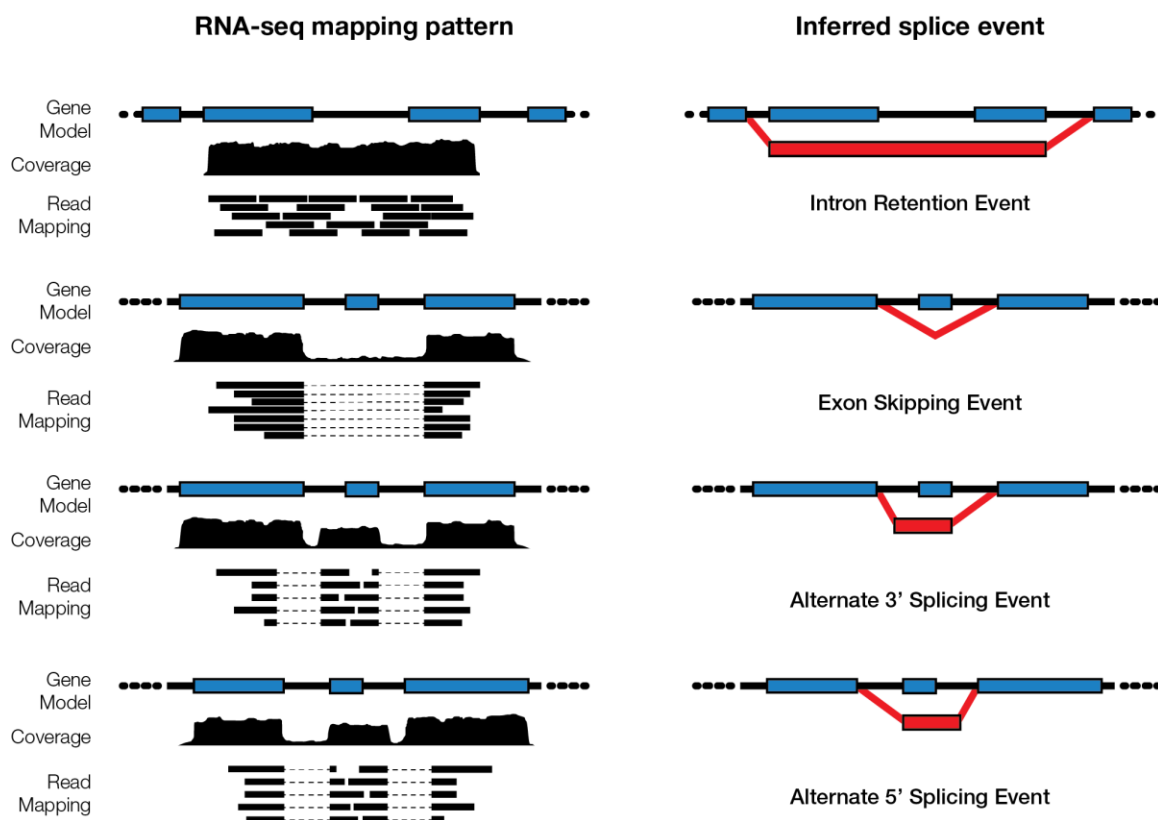 RNA-seq mapping pattern
Inferred splice event
Gene
Model
Coverage
Read
Mapping
Intron Retention Event
Gene
Model
Coverage
Read
Mapping
Exon Skipping Event
Gene
Model
Coverage
Read
Mapping
Alternate 3’ Splicing Event
Gene
Model
Coverage
Read
Mapping
Alternate 5’ Splicing Event